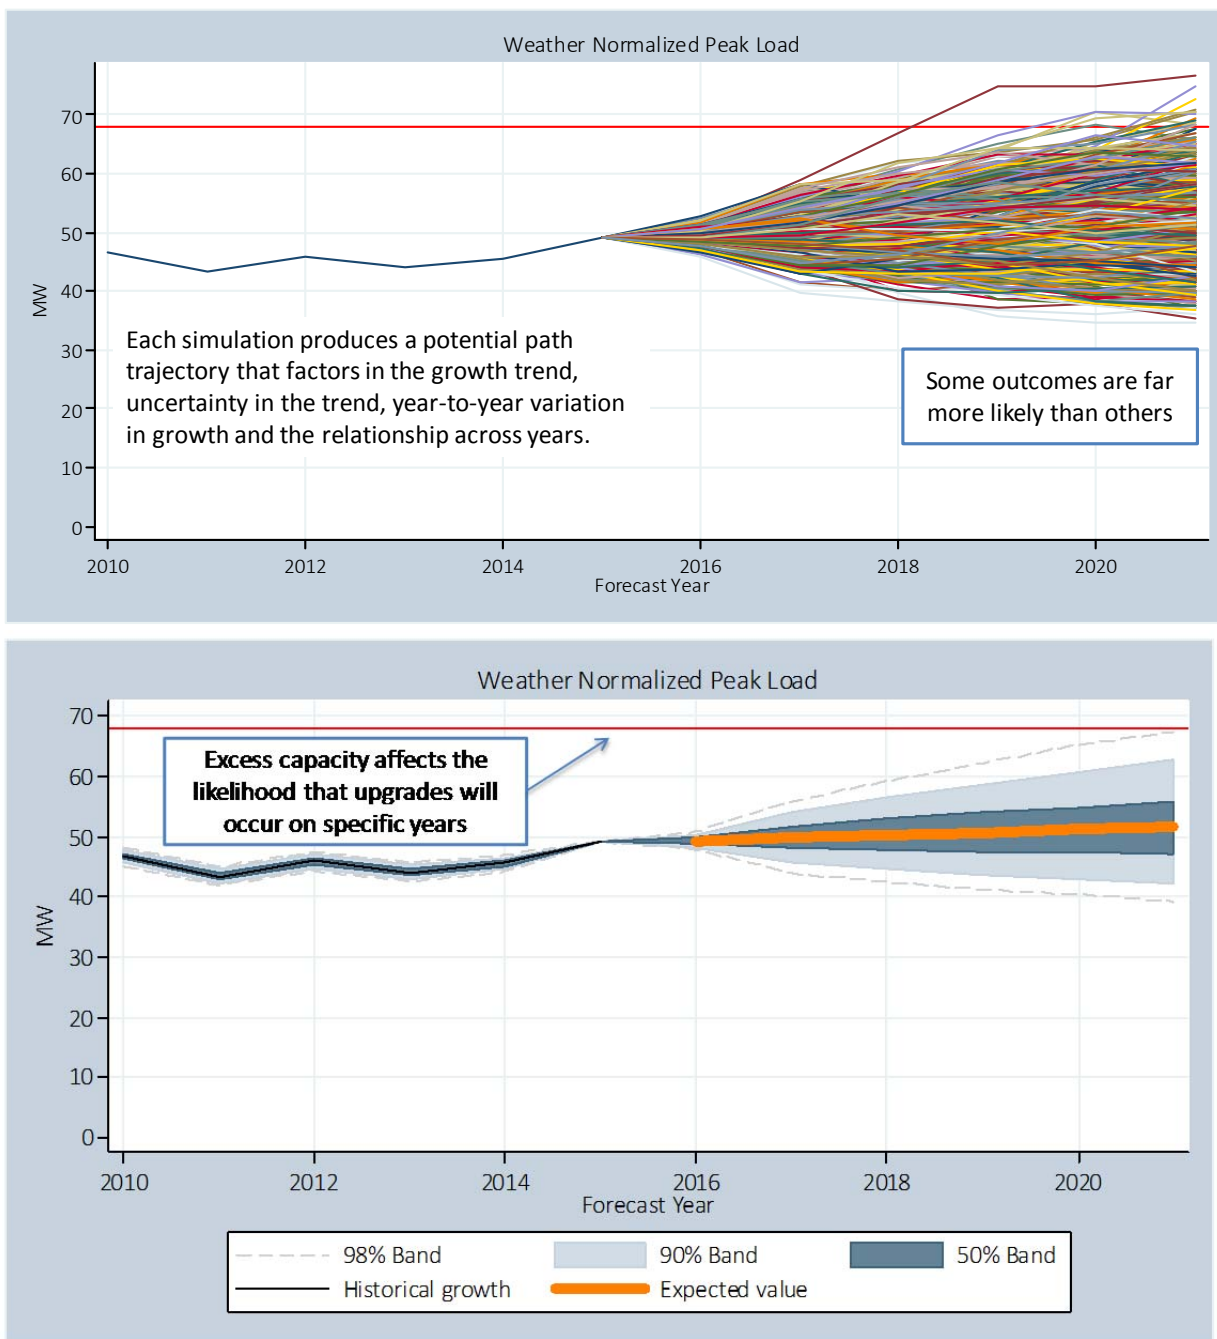 Weather Normalized Peak Load
70
60
50
40
30
20
10
0
MW
Each simulation produces a potential path
trajectory that factors in the growth trend,
uncertainty in the trend, year-to-year variation
in growth and the relationship across years.
Some outcomes are far
more likely than others
2010 2012 2014 2016 2018 2020
Forecast Year
Weather Normalized Peak Load
70
60
50
40
30
20
10
0
MW
Excess capacity affects the
likelihood that upgrades will
occur on specific years
2010 2012 2014 2016 2018 2020
Forecast Year
98% Band 90% Band 50% Band
Historical growth Expected value